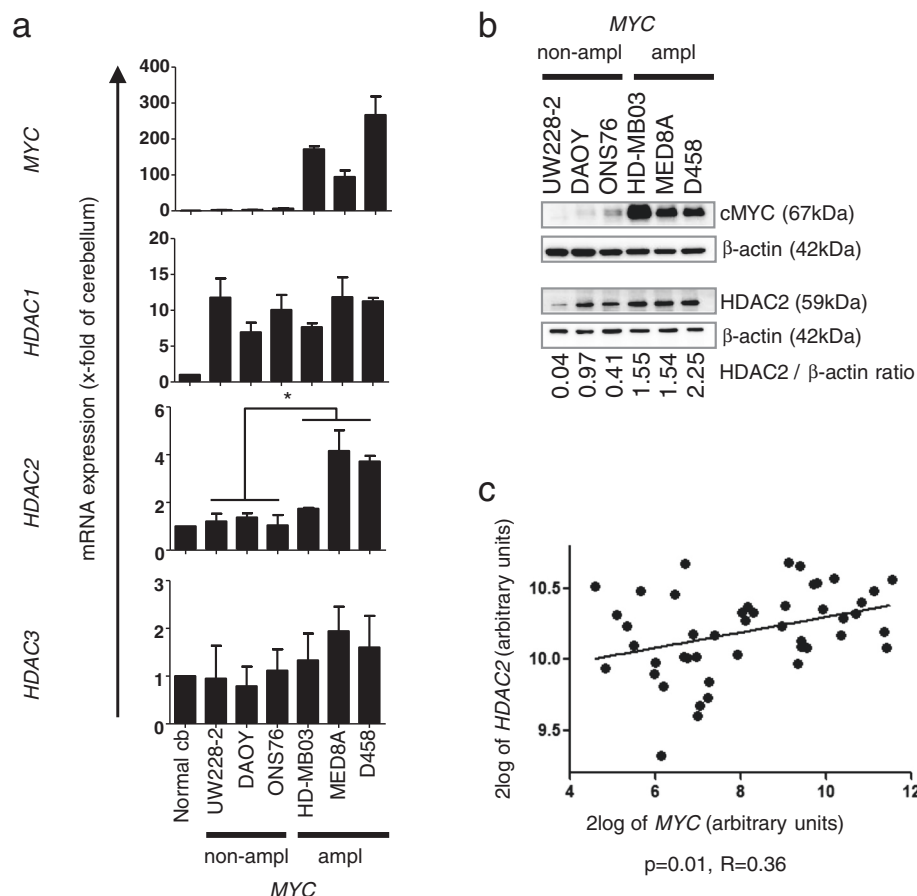 a
mRNA expression (x-fold of cerebellum)
MYC
400
300
200
100
0
HDAC1
20
15
10
5
0
HDAC2
6
4
2
0
*
HDAC3
3
2
1
0
Normal cb
UW228-2
DAOY
ONS76
HD-MB03
MED8A
D458
non-ampl
ampl
MYC
b
MYC
non-ampl
ampl
UW228-2
DAOY
ONS76
HD-MB03
MED8A
D458
cMYC (67kDa)
β-actin (42kDa)
HDAC2 (59kDa)
β-actin (42kDa)
0.04
0.97
0.41
1.55
1.54
2.25
HDAC2 / β-actin ratio
c
2log of HDAC2 (arbitrary units)
10.5
10.0
9.5
4
6
8
10
12
2log of MYC (arbitrary units)
p=0.01, R=0.36